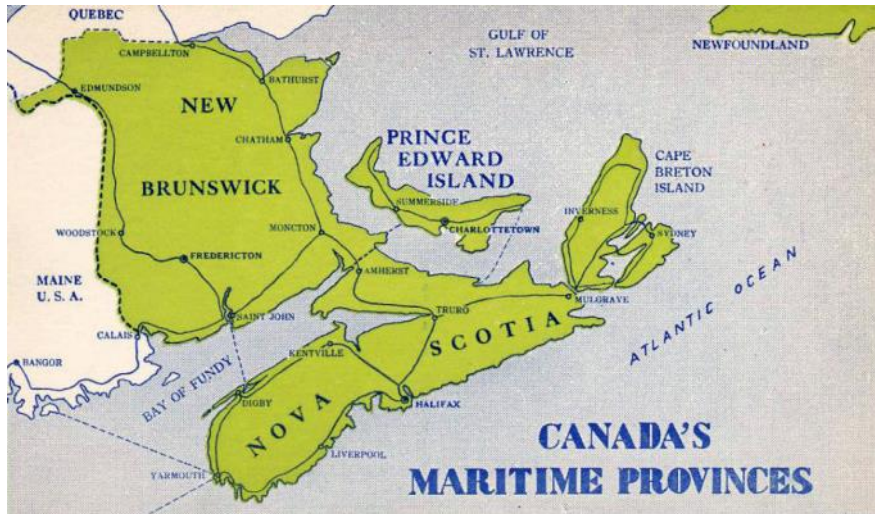 QUEBEC
CAMPBELLTON
GULF OF
ST. LAWRENCE
NEWFOUNDLAND
EDMUNDSON
BATHURST
NEW
CHATHAM
PRINCE
EDWARD
ISLAND
CAPE
BRETON
ISLAND
BRUNSWICK
SUMMERSIDE
INVERNESS
WOODSTOCK
MONCTON
CHARLOTTETOWN
SYDNEY
FREDERICTON
AMHERST
MAINE
U.S.A.
ATLANTIC OCEAN
MULGRAVE
SAINT JOHN
TRURO
CALAIS
SCOTIA
KENTVILLE
BANGOR
BAY OF FUNDY
DIGBY
HALIFAX
NOVA
LIVERPOOL
YARMOUTH
CANADA'S
MARITIME PROVINCES